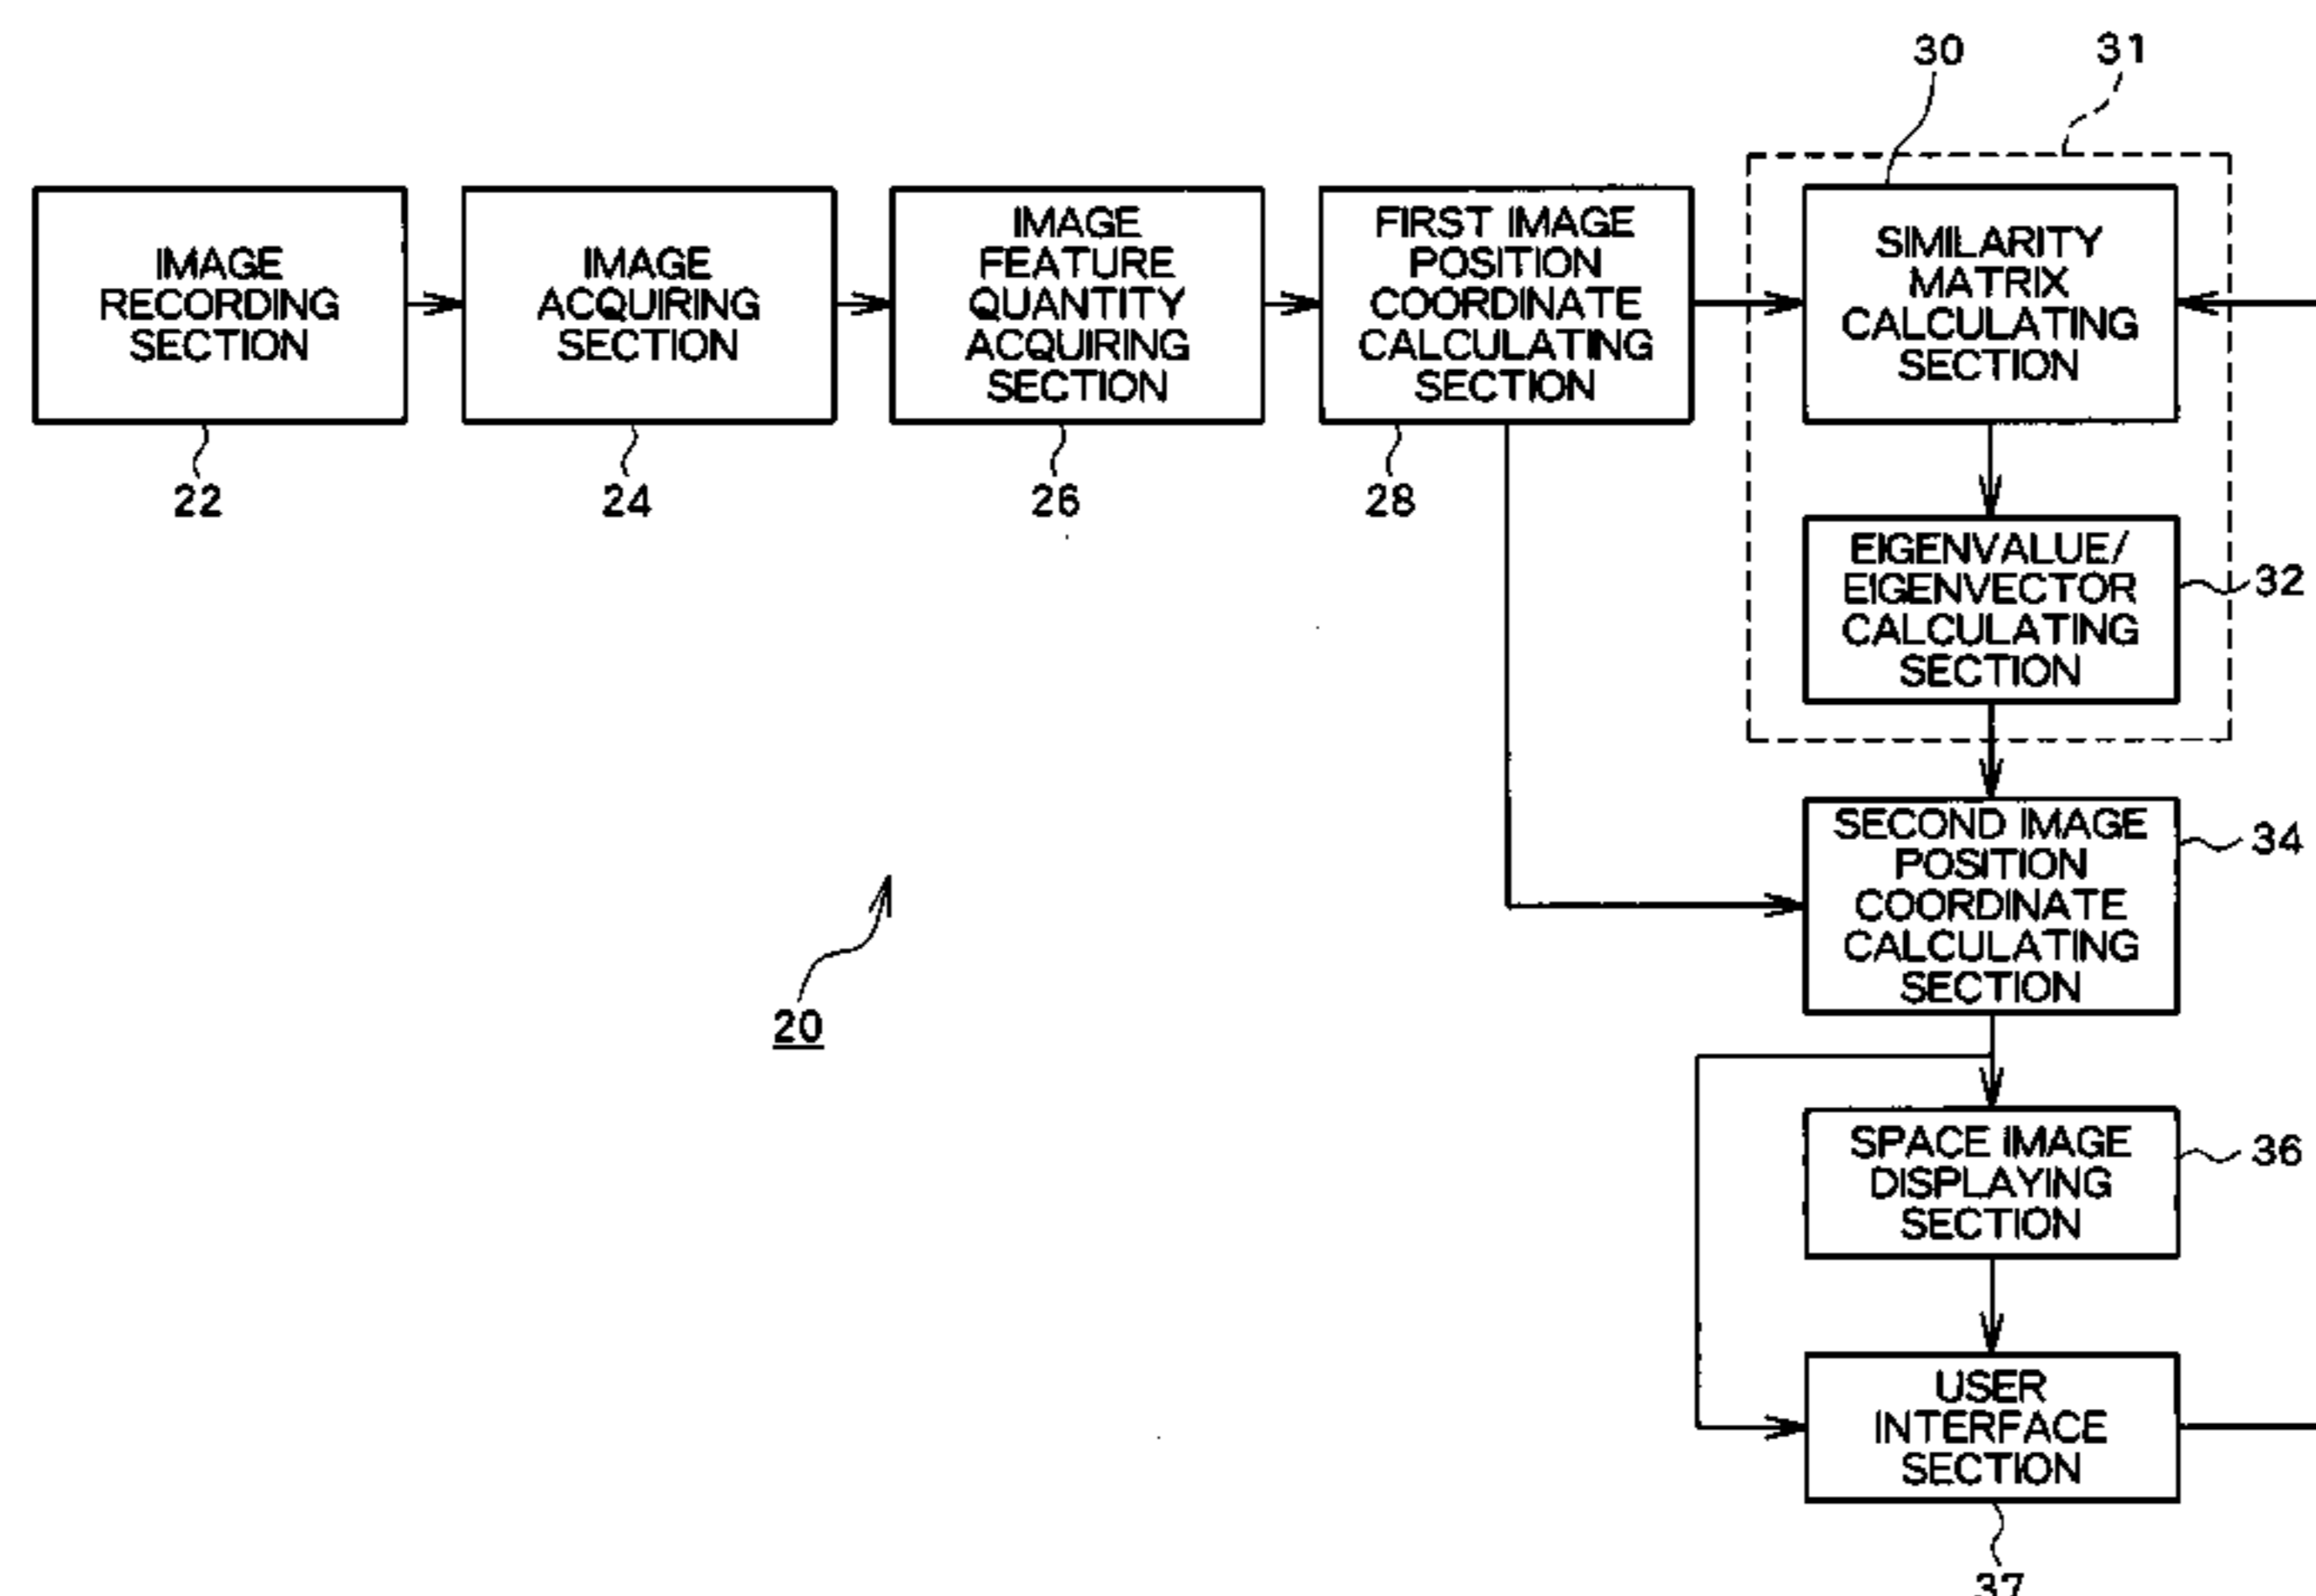 30
31
IMAGE
RECORDING
SECTION
IMAGE
ACQUIRING
SECTION
IMAGE
FEATURE
QUANTITY
ACQUIRING
SECTION
FIRST IMAGE
POSITION
COORDINATE
CALCULATING
SECTION
SIMILARITY
MATRIX
CALCULATING
SECTION
22
24
26
28
EIGENVALUE/
EIGENVECTOR
CALCULATING
SECTION
32
SECOND IMAGE
POSITION
COORDINATE
CALCULATING
SECTION
34
20
SPACE IMAGE
DISPLAYING
SECTION
36
USER
INTERFACE
SECTION
37